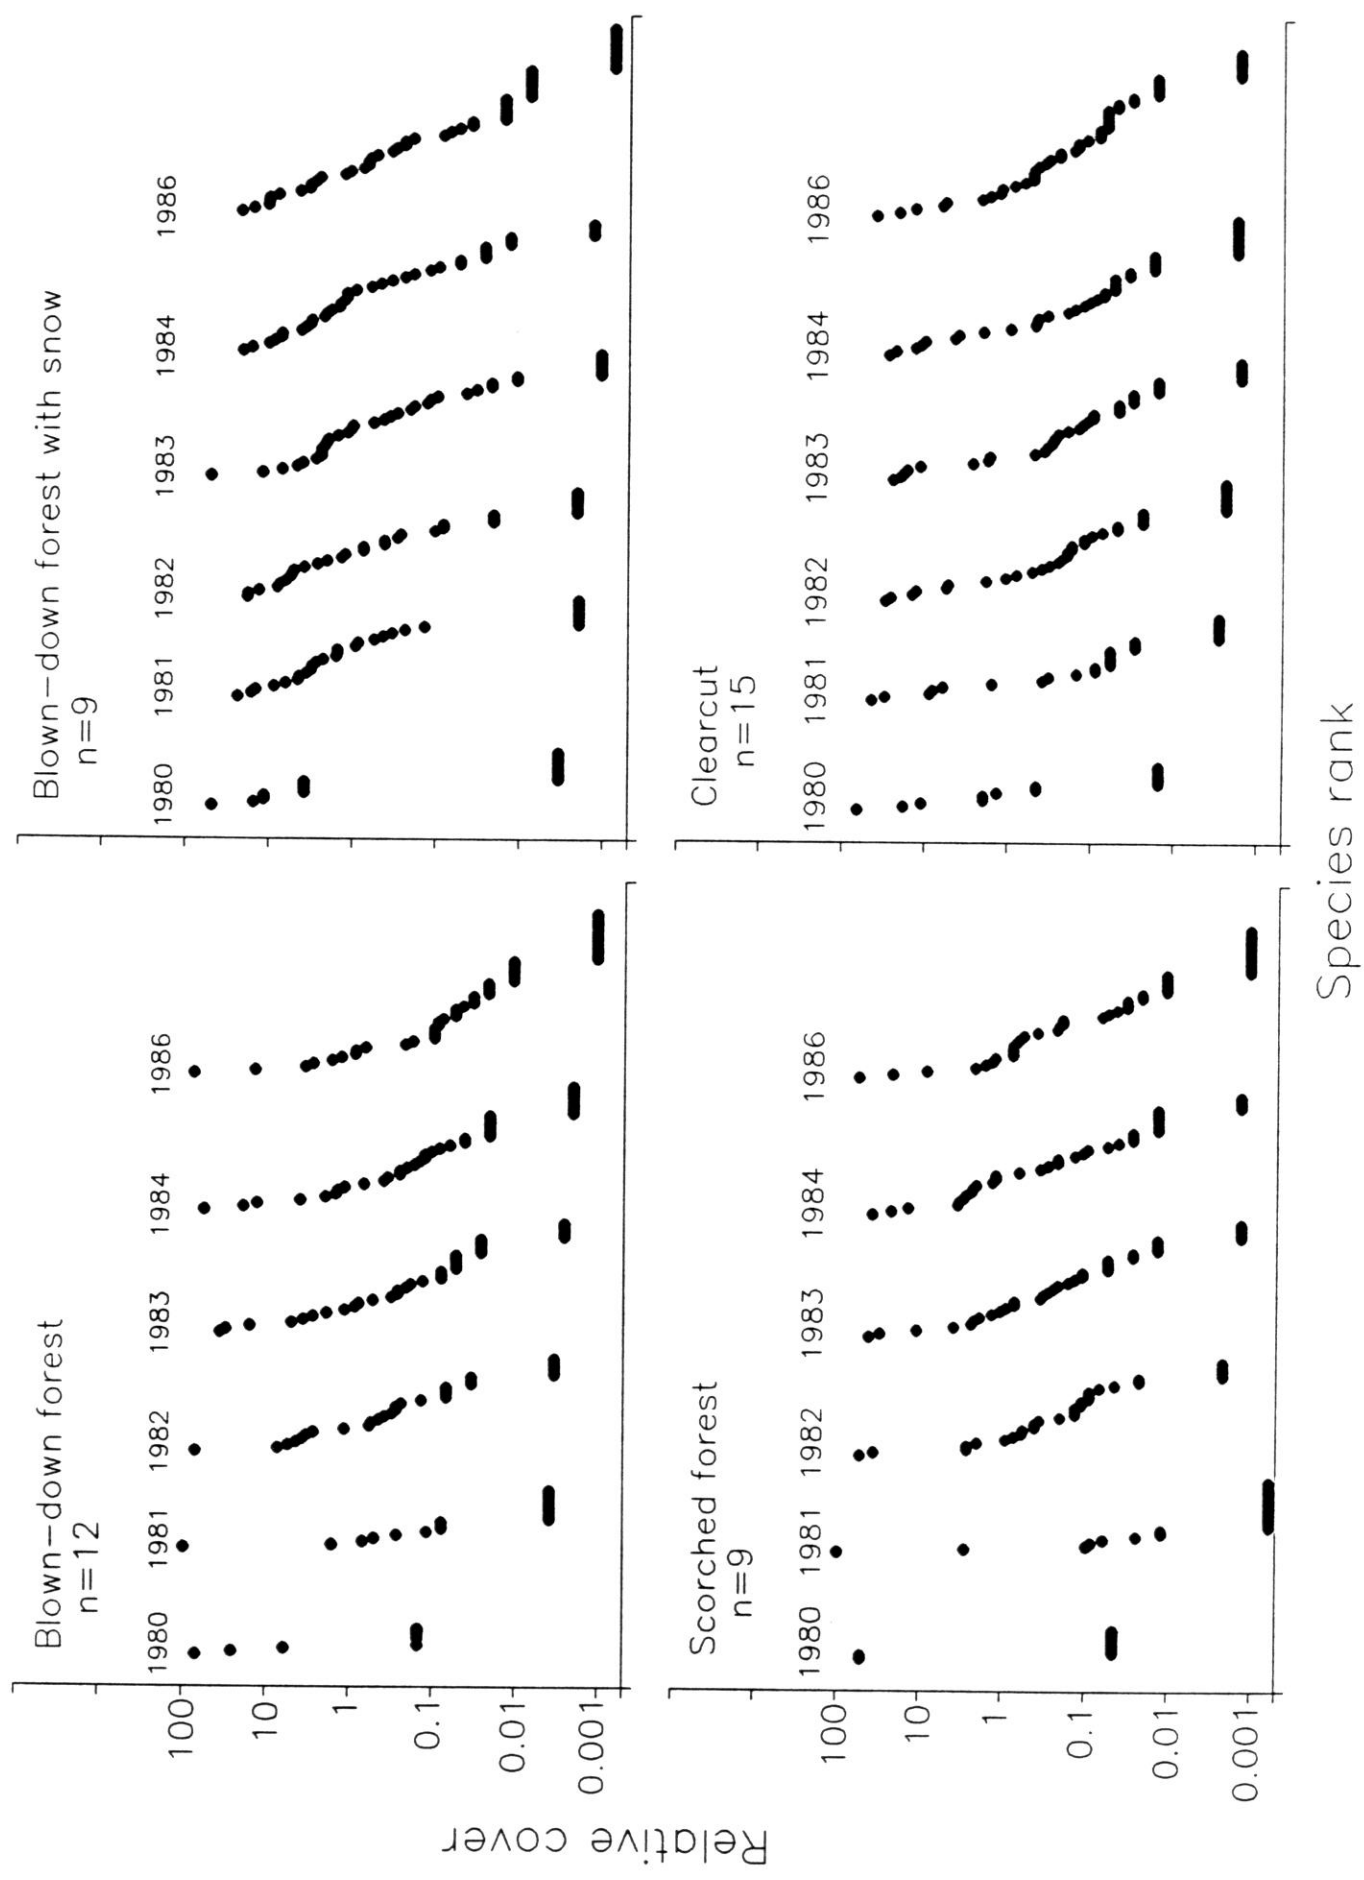 Blown-down forest
n=12
1980 1981 1982 1983 1984 1986
Blown-down forest with snow
n=9
1980 1981 1982 1983 1984 1986
100
10
1
0.1
0.01
0.001
Scorched forest
n=9
1980 1981 1982 1983 1984 1986
Clearcut
n=15
1980 1981 1982 1983 1984 1986
100
10
1
0.1
0.01
0.001
Relative cover
Species rank